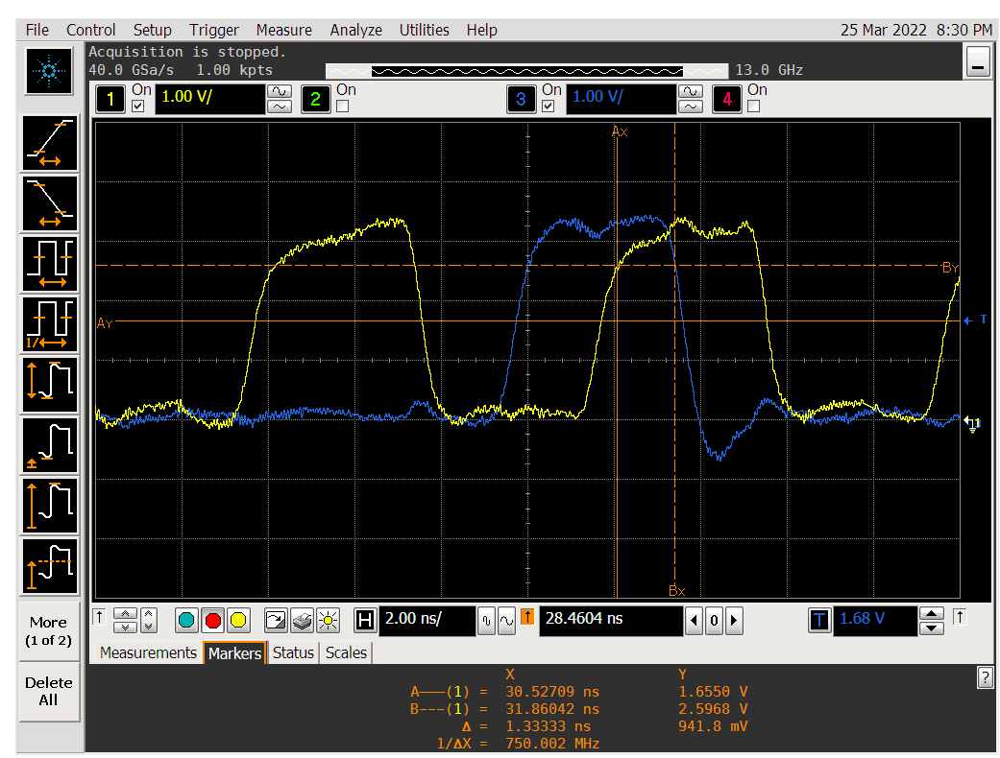 File Control Setup Trigger Measure Analyze Utilities Help 25 Mar 2022 8:30 PM
Acquisition is stopped.
40.0 GSa/s 1.00 kpts 13.0 GHz
1 On 1.00 V/ 2 On 3 On 1.00 V/ 4 On
Ax
By
Ay
T
1
1/
Bx
More
(1 of 2)
Delete
All
H 2.00 ns/ 28.4604 ns 0 T 1.68 V
Measurements Markers Status Scales
X Y
A———(1) = 30.52709 ns 1.6550 V
B---(1) = 31.86042 ns 2.5968 V
Δ = 1.33333 ns 941.8 mV
1/ΔX = 750.002 MHz
?